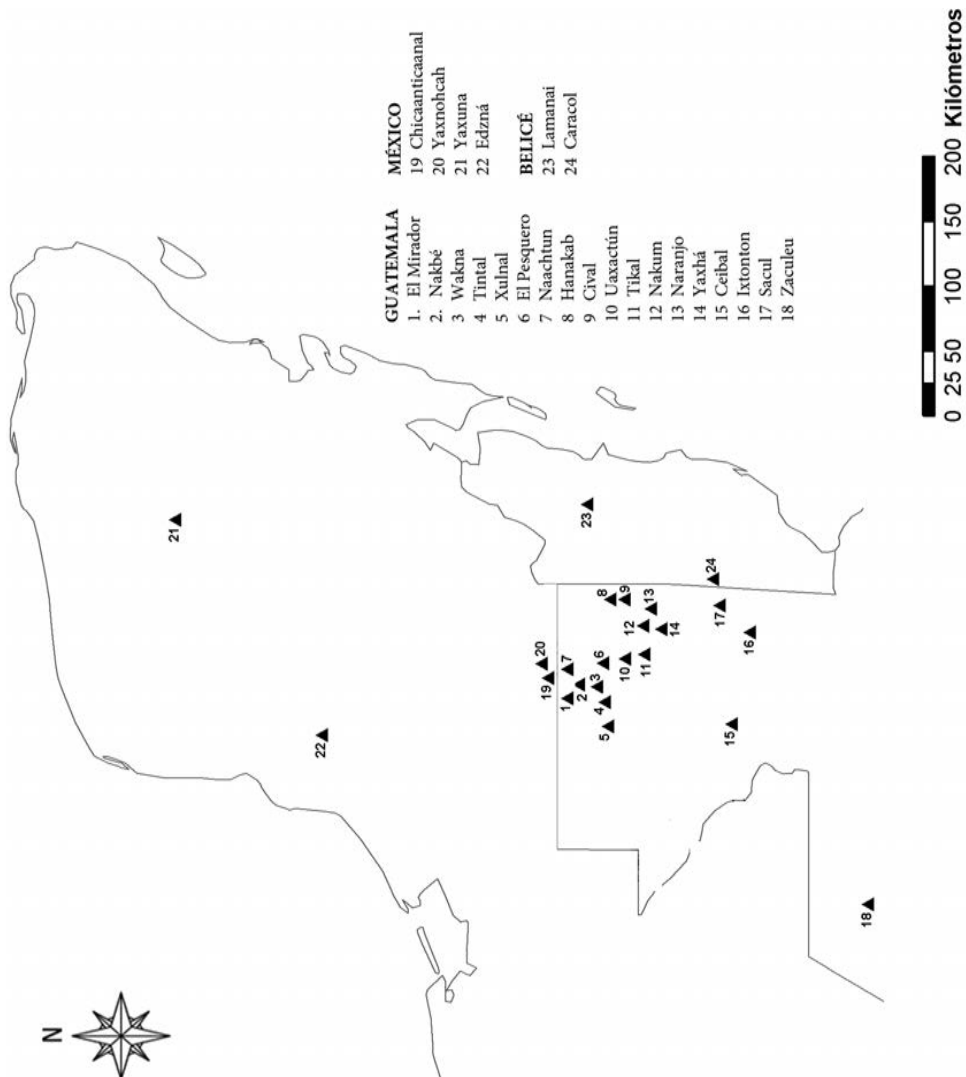 N
21
22
20
19
7
1
2
3
6
4
5
8
9
10
12
13
11
14
23
24
17
16
15
18
GUATEMALA
1. El Mirador
2. Nakbé
3 Wakna
4 Tintal
5 Xulnal
6 El Pesquero
7 Naachtun
8 Hanakab
9 Cival
10 Uaxactún
11 Tikal
12 Nakum
13 Naranjo
14 Yaxhá
15 Ceibal
16 Ixtonton
17 Sacul
18 Zaculeu
MÉXICO
19 Chicaanticaanal
20 Yaxnohcah
21 Yaxuna
22 Edzná
BELICÉ
23 Lamanai
24 Caracol
0 25 50 100 150 200 Kilómetros